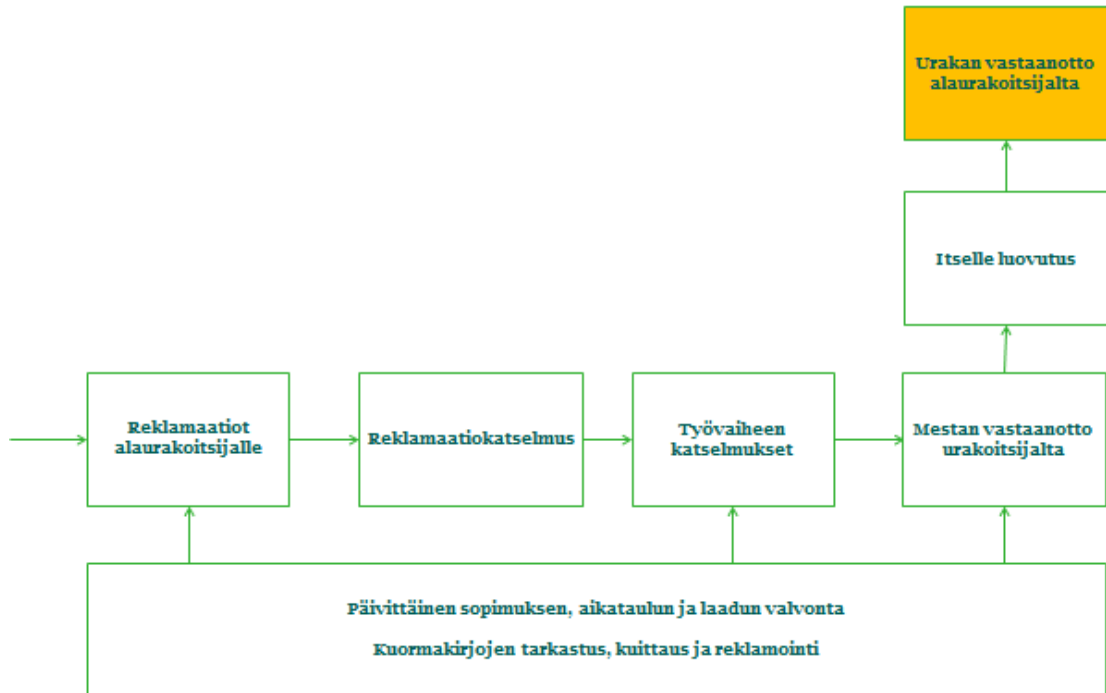 Urakan vastaanotto
alaurakoitsijalta
Itselle luovutus
Reklamaatiot
alaurakoitsijalle
Reklamaatiokatselmus
Työvaiheen
katselmukset
Mestan vastaanotto
urakoitsijalta
Päivittäinen sopimuksen, aikataulun ja laadun valvonta
Kuormakirjojen tarkastus, kuittaus ja reklamointi